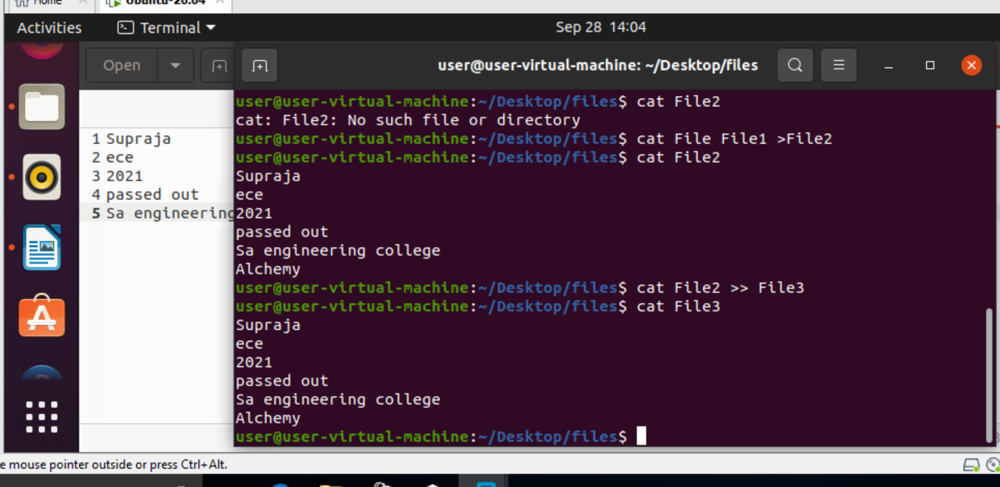 Home Ubuntu-20.04
Activities Terminal Sep 28 14:04
Open user@user-virtual-machine: ~/Desktop/files
1 Supraja
2 ece
3 2021
4 passed out
5 Sa engineering
user@user-virtual-machine:~/Desktop/files$ cat File2
cat: File2: No such file or directory
user@user-virtual-machine:~/Desktop/files$ cat File File1 >File2
user@user-virtual-machine:~/Desktop/files$ cat File2
Supraja
ece
2021
passed out
Sa engineering college
Alchemy
user@user-virtual-machine:~/Desktop/files$ cat File2 >> File3
user@user-virtual-machine:~/Desktop/files$ cat File3
Supraja
ece
2021
passed out
Sa engineering college
Alchemy
user@user-virtual-machine:~/Desktop/files$
e mouse pointer outside or press Ctrl+Alt.